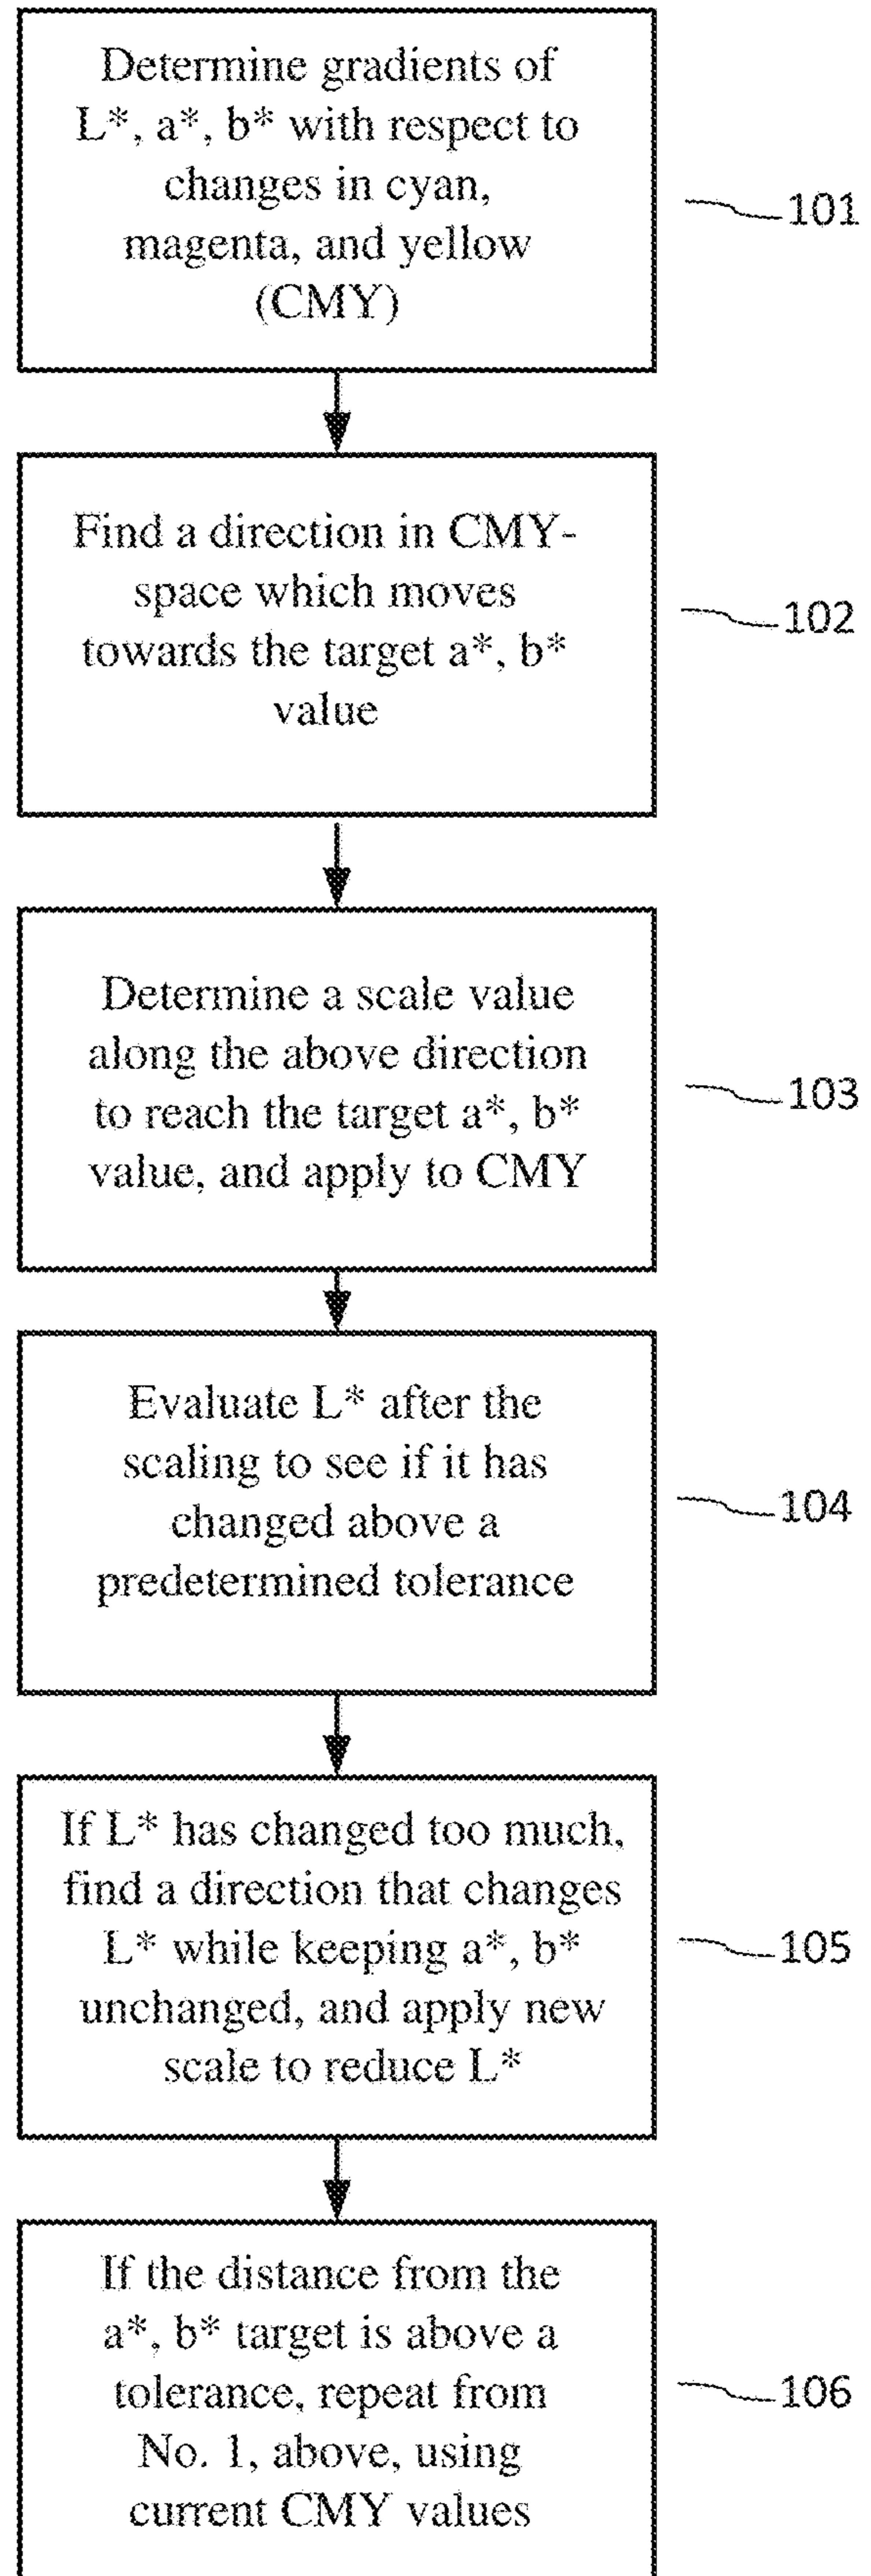 Determine gradients of
L*, a*, b* with respect to
changes in cyan,
magenta, and yellow
(CMY)
101
Find a direction in CMY-
space which moves
towards the target a*, b*
value
102
Determine a scale value
along the above direction
to reach the target a*, b*
value, and apply to CMY
103
Evaluate L* after the
scaling to see if it has
changed above a
predetermined tolerance
104
If L* has changed too much,
find a direction that changes
L* while keeping a*, b*
unchanged, and apply new
scale to reduce L*
105
If the distance from the
a*, b* target is above a
tolerance, repeat from
No. 1, above, using
current CMY values
106